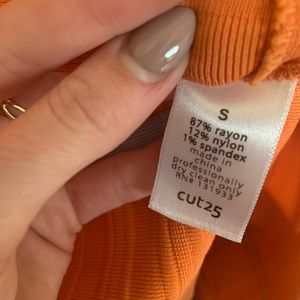 S
87% rayon
12% nylon
1% spandex
made in
china
professionally
dry clean only
RN# 131933
cut25